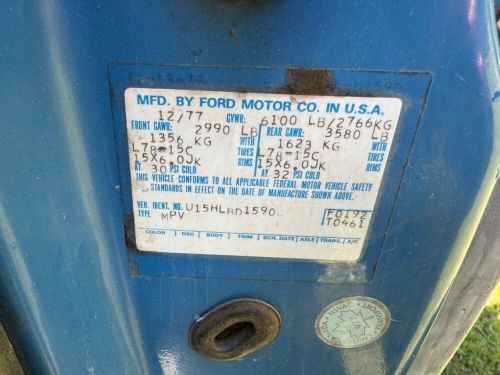 MFD. BY FORD MOTOR CO. IN U.S.A.
12/77 GVWR: 6100 LB/2766KG
FRONT GAWR: 2990 LB REAR GAWR: 3580 LB
1356 KG WITH 1623 KG WITH
L78-15C TIRES L78-15C TIRES
15X6.0JK RIMS 15X6.0JK RIMS
AT 30 PSI COLD AT 32 PSI COLD
THIS VEHICLE CONFORMS TO ALL APPLICABLE FEDERAL MOTOR VEHICLE SAFETY
STANDARDS IN EFFECT ON THE DATE OF MANUFACTURE SHOWN ABOVE.
VEH. IDENT. NO. U15HLAD1590 F0192
TYPE MPV T0461
COLOR DSO BODY TRIM SCH. DATE AXLE TRANS. A/C